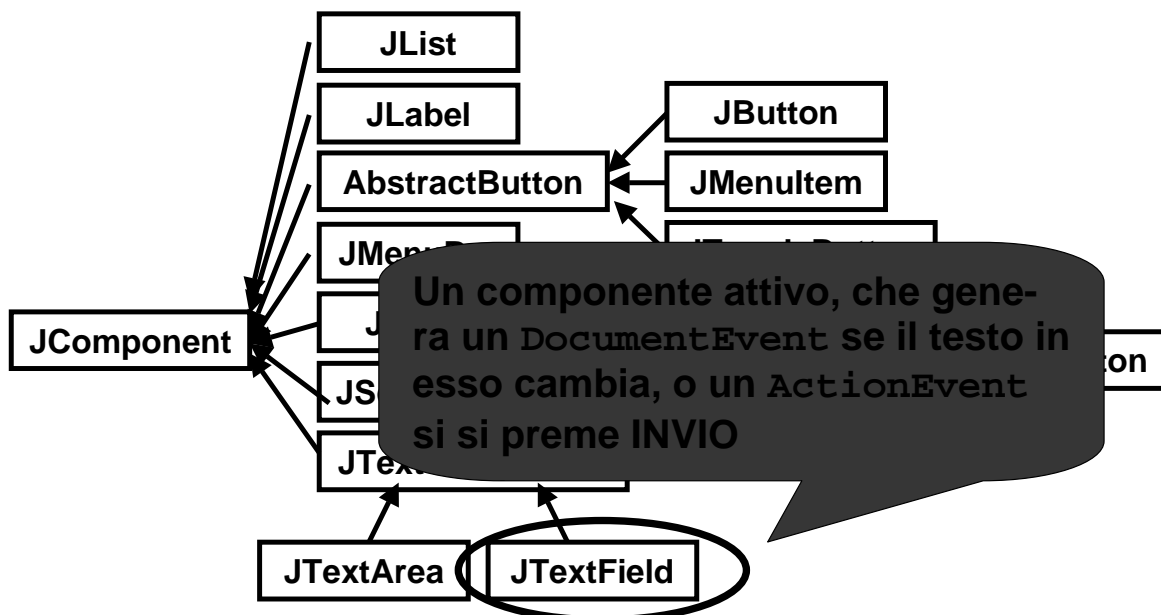 JList
JLabel
JButton
AbstractButton
JMenuItem
Un componente attivo, che gene-
ra un DocumentEvent se il testo in
esso cambia, o un ActionEvent
si si preme INVIO
JComponent
ton
JTextArea
JTextField